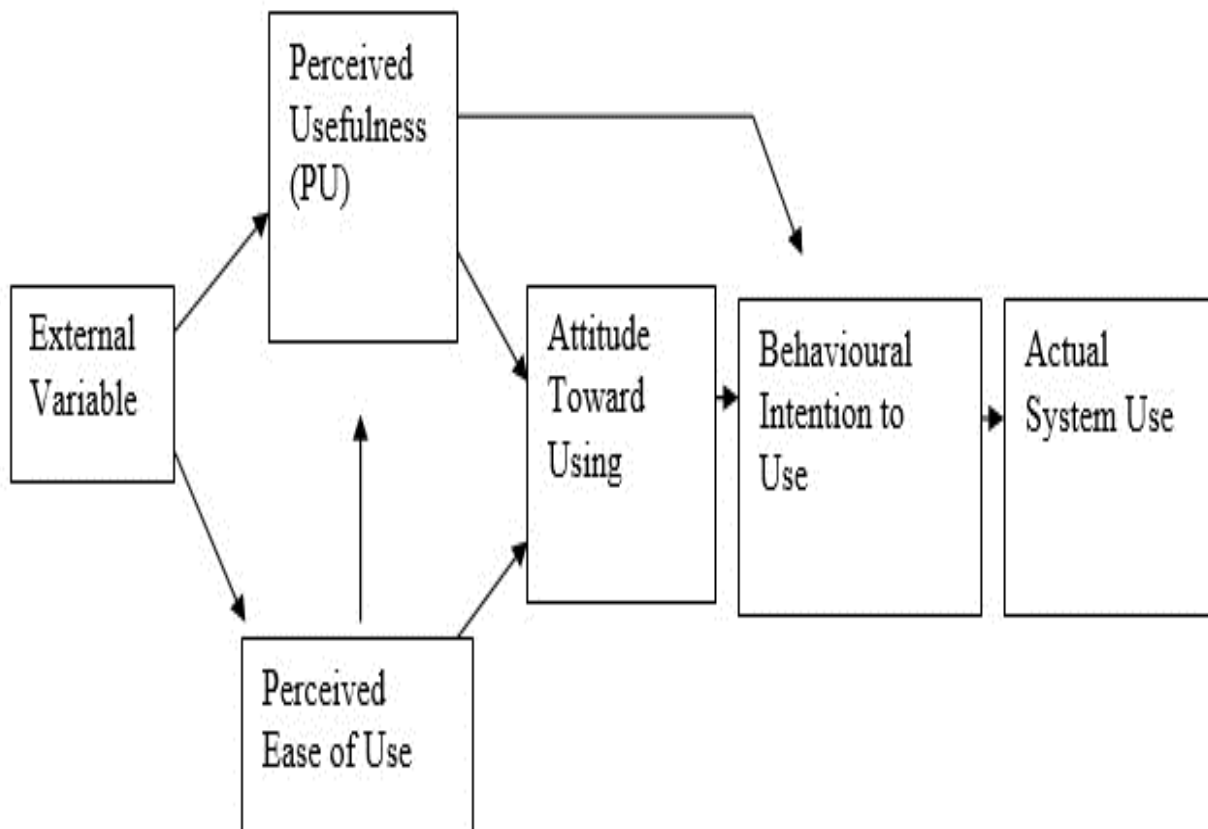 Perceived
Usefulness
(PU)
External
Variable
Attitude
Toward
Using
Behavioural
Intention to
Use
Actual
System Use
Perceived
Ease of Use